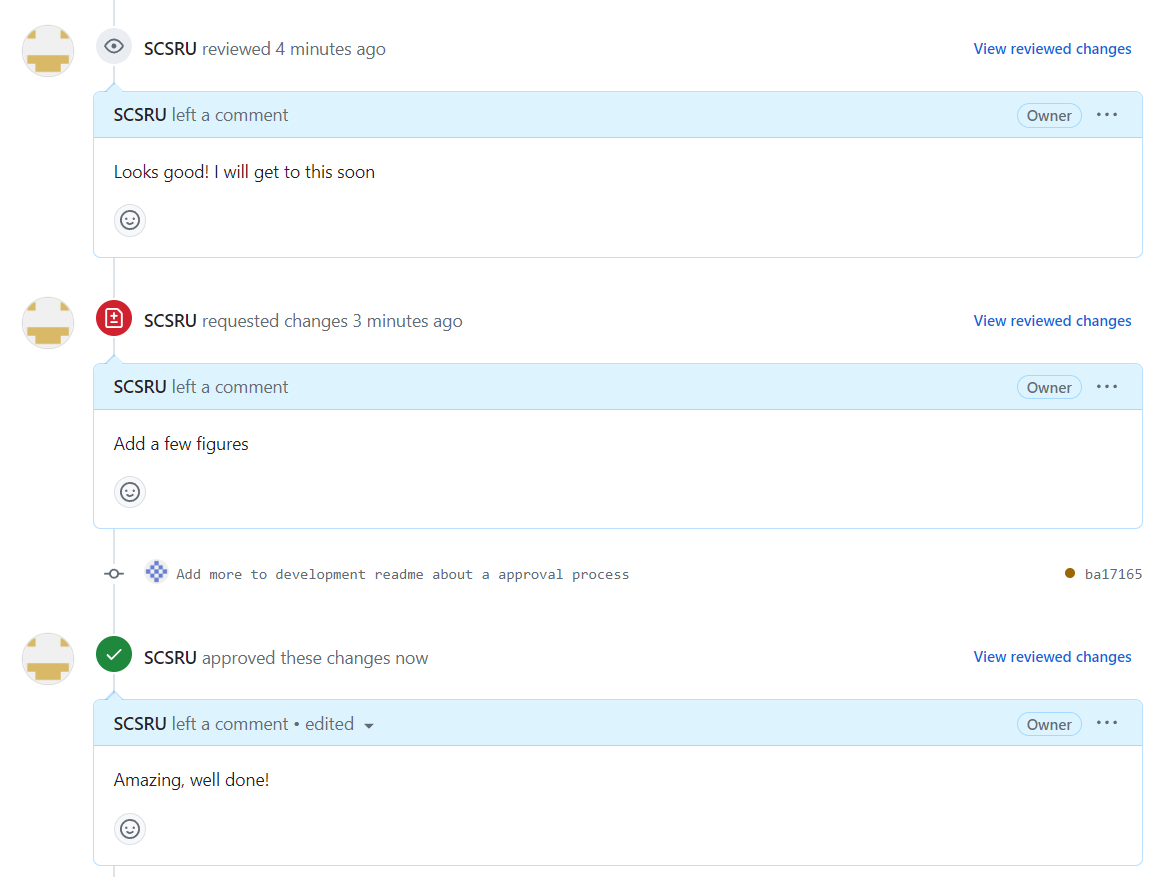 SCSRU reviewed 4 minutes ago View reviewed changes
SCSRU left a comment Owner
Looks good! I will get to this soon
SCSRU requested changes 3 minutes ago View reviewed changes
SCSRU left a comment Owner
Add a few figures
Add more to development readme about a approval process ba17165
SCSRU approved these changes now View reviewed changes
SCSRU left a comment • edited Owner
Amazing, well done!